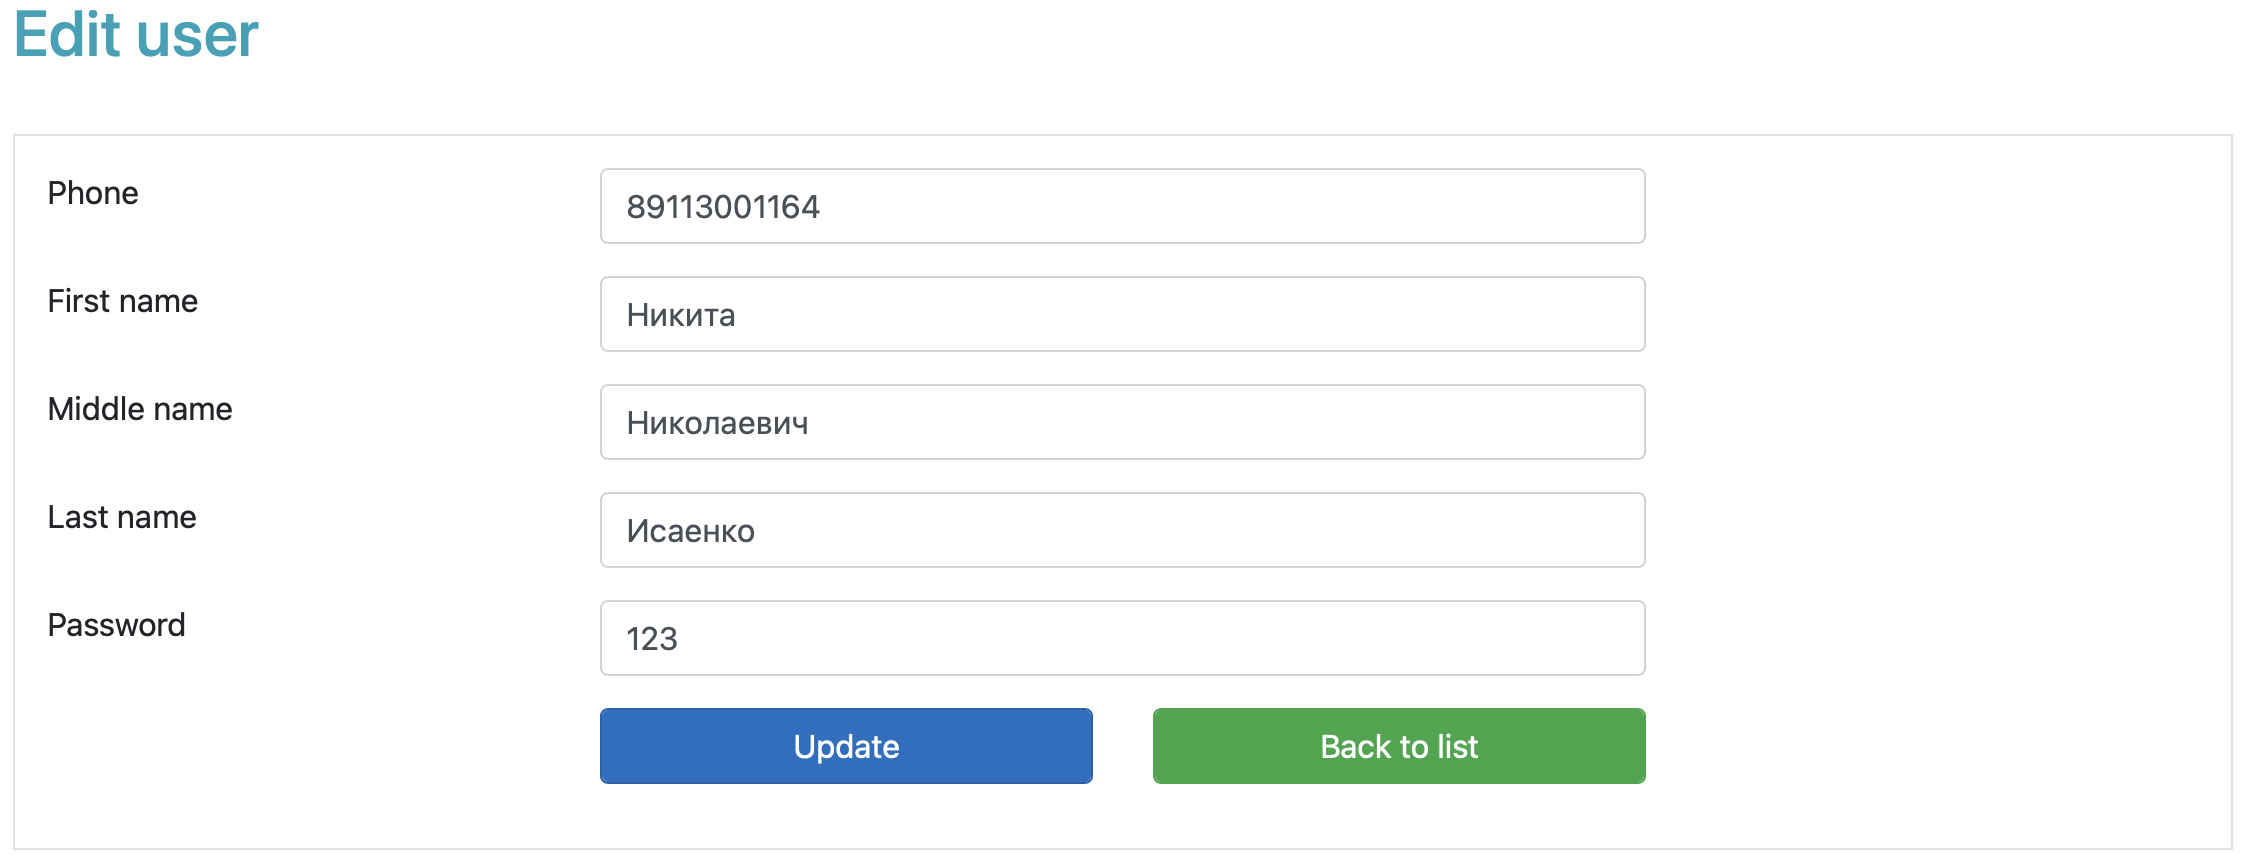 Edit user
Phone
89113001164
First name
Никита
Middle name
Николаевич
Last name
Исаенко
Password
123
Update
Back to list